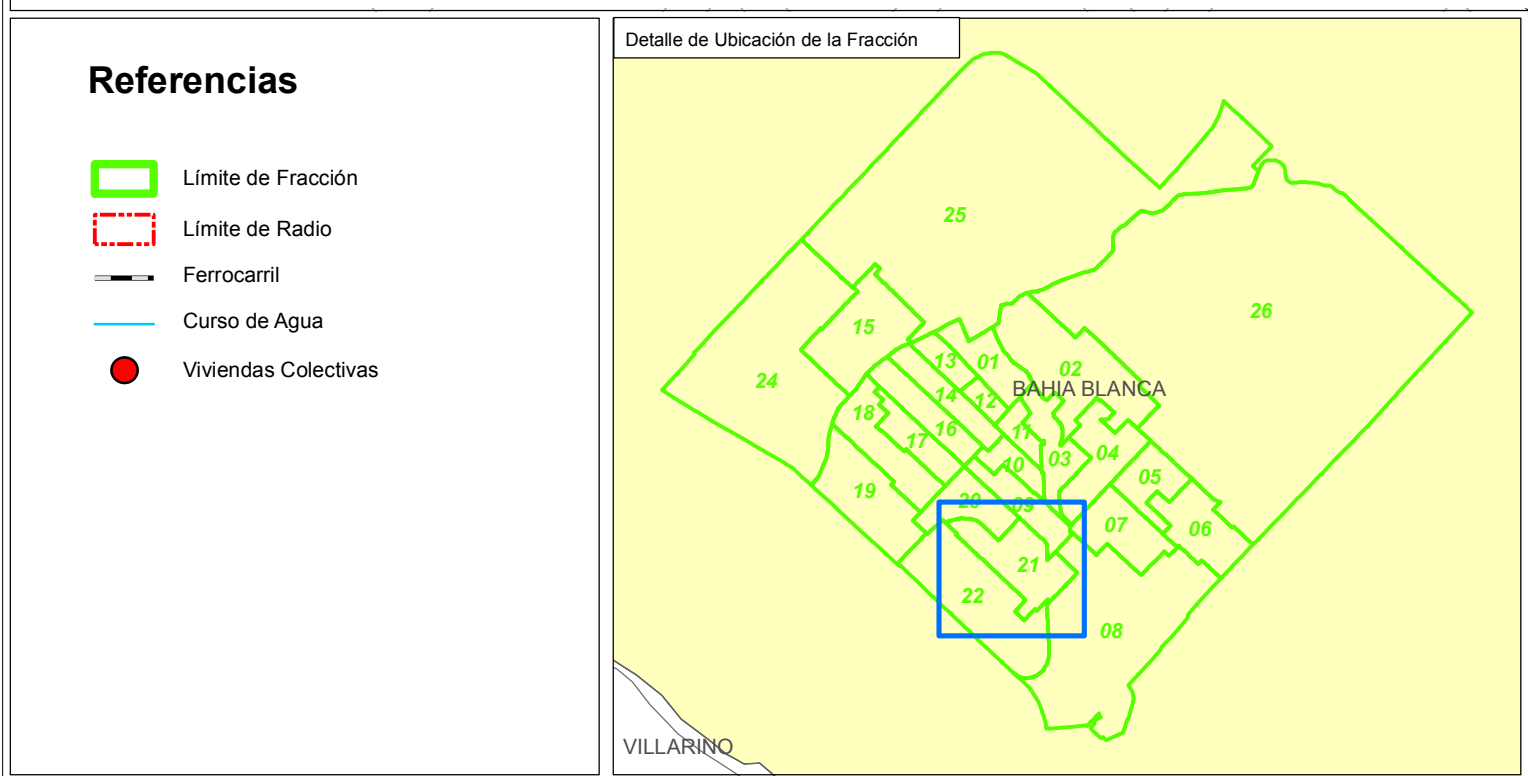 Referencias
Límite de Fracción
Límite de Radio
Ferrocarril
Curso de Agua
Viviendas Colectivas
Detalle de Ubicación de la Fracción
25
26
15
24
13
01
02
BAHIA BLANCA
14
12
18
16
17
11
03
04
10
05
19
20
09
07
06
21
22
08
VILLARINO